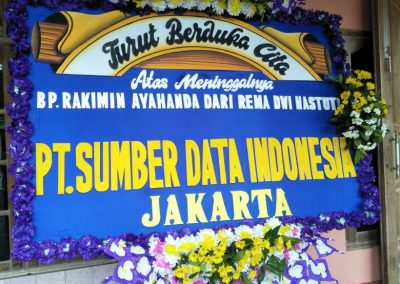 Turut Berduka Cita
Atas Meninggalnya
BP. RAKIMIN AYAHANDA DARI REMA DWI HASTUTI
PT. SUMBER DATA INDONESIA
JAKARTA